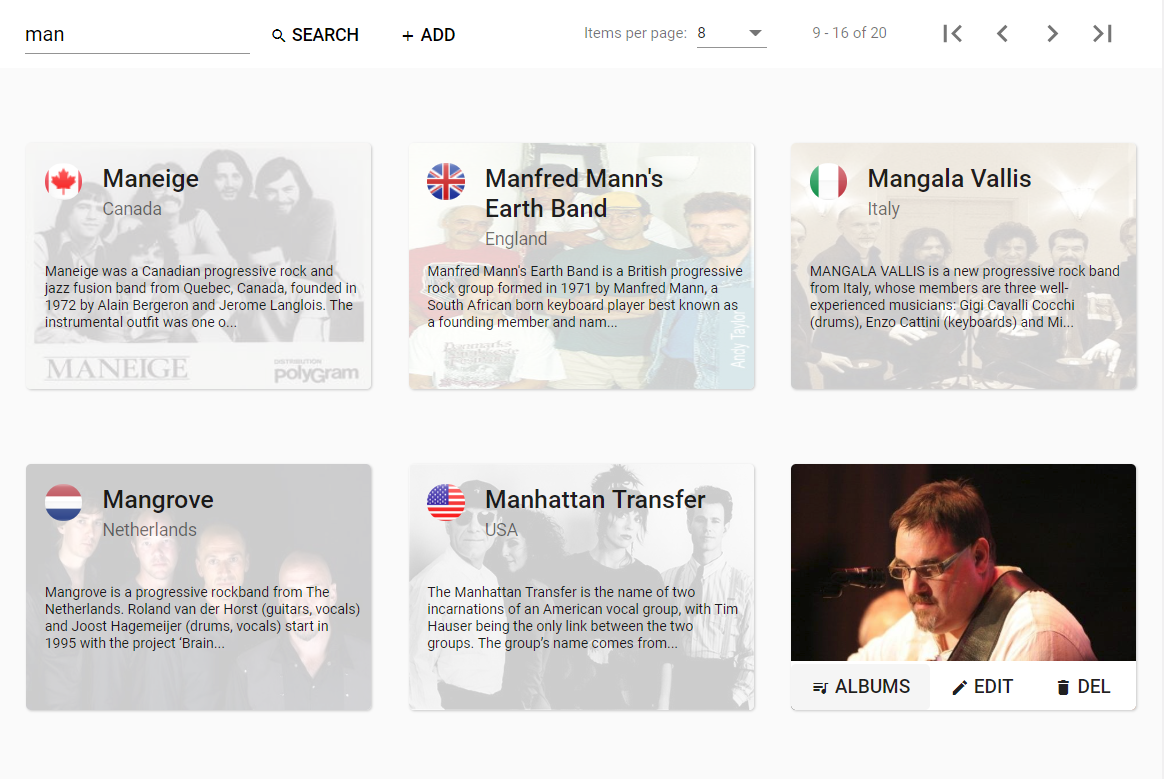 man
SEARCH
+ ADD
Items per page: 8
9 - 16 of 20
Maneige
Canada
Maneige was a Canadian progressive rock and
jazz fusion band from Quebec, Canada, founded in
1972 by Alain Bergeron and Jerome Langlois. The
instrumental outfit was one o...
MANEIGE
DISTRIBUTION
polyGram
Manfred Mann's
Earth Band
England
Manfred Mann's Earth Band is a British progressive
rock group formed in 1971 by Manfred Mann, a
South African born keyboard player best known as
a founding member and nam...
Danmarks
Andy Taylor
Mangala Vallis
Italy
MANGALA VALLIS is a new progressive rock band
from Italy, whose members are three well-
experienced musicians: Gigi Cavalli Cocchi
(drums), Enzo Cattini (keyboards) and Mi...
Mangrove
Netherlands
Mangrove is a progressive rockband from The
Netherlands. Roland van der Horst (guitars, vocals)
and Joost Hagemeijer (drums, vocals) start in
1995 with the project ‘Brain...
Manhattan Transfer
USA
The Manhattan Transfer is the name of two
incarnations of an American vocal group, with Tim
Hauser being the only link between the two
groups. The group’s name comes from...
ALBUMS
EDIT
DEL